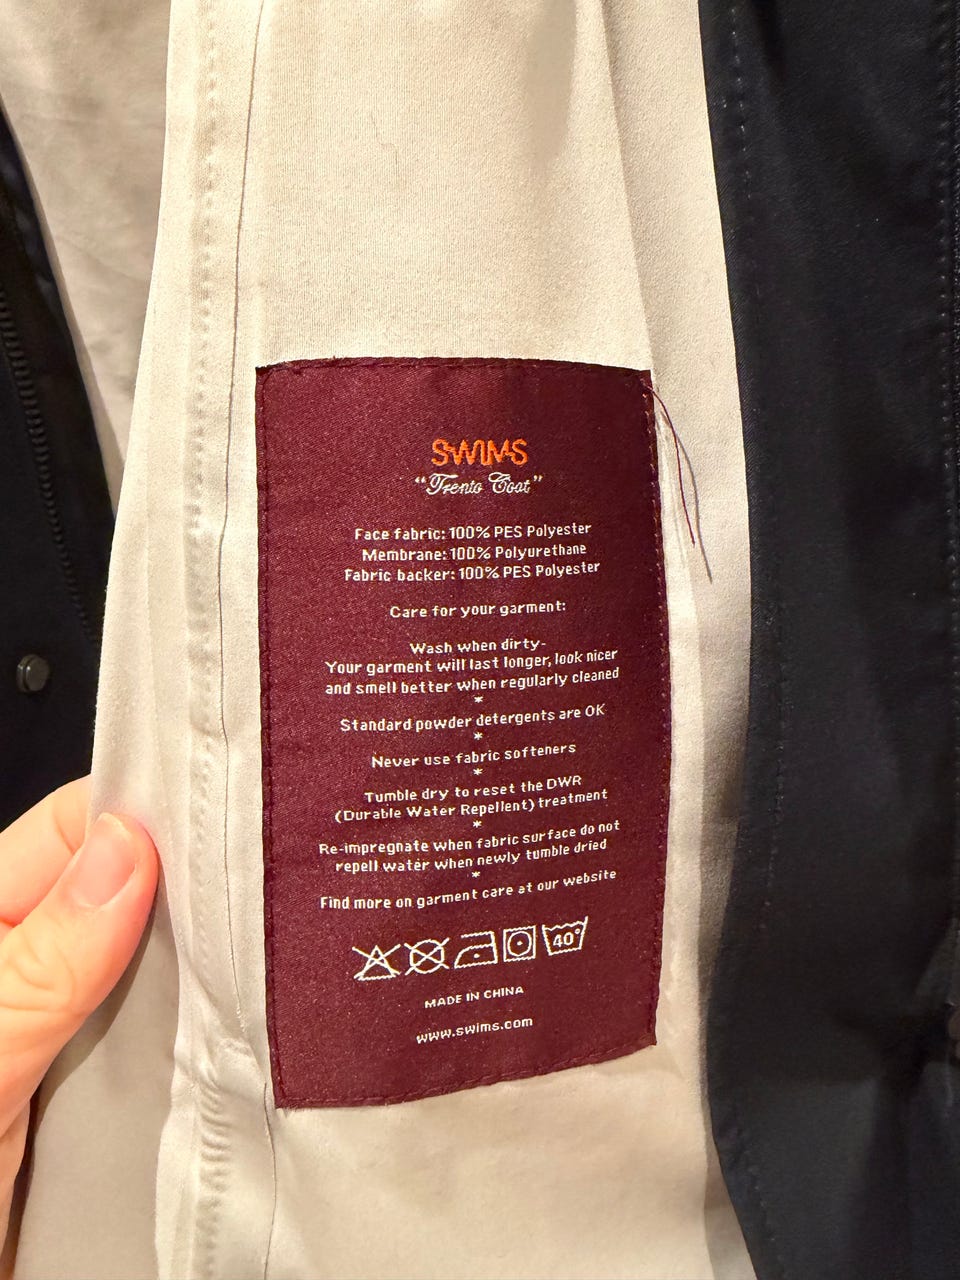 SWIMS
"Trento Coat"
Face fabric: 100% PES Polyester
Membrane: 100% Polyurethane
Fabric backer: 100% PES Polyester
Care for your garment:
Wash when dirty-
Your garment will last longer, look nicer
and smell better when regularly cleaned
*
Standard powder detergents are OK
*
Never use fabric softeners
*
Tumble dry to reset the DWR
(Durable Water Repellent) treatment
*
Re-impregnate when fabric surface do not
repell water when newly tumble dried
*
Find more on garment care at our website
40°
MADE IN CHINA
www.swims.com